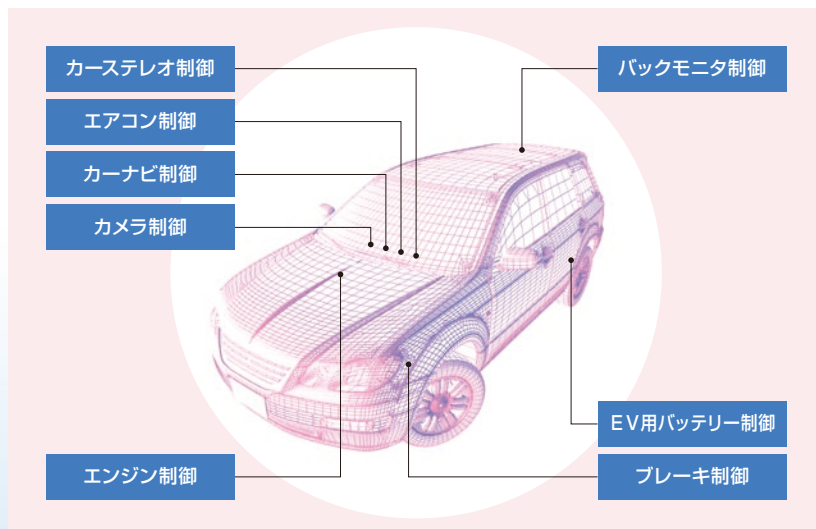 カーステレオ制御
エアコン制御
カーナビ制御
カメラ制御
エンジン制御
バックモニタ制御
EV用バッテリー制御
ブレーキ制御